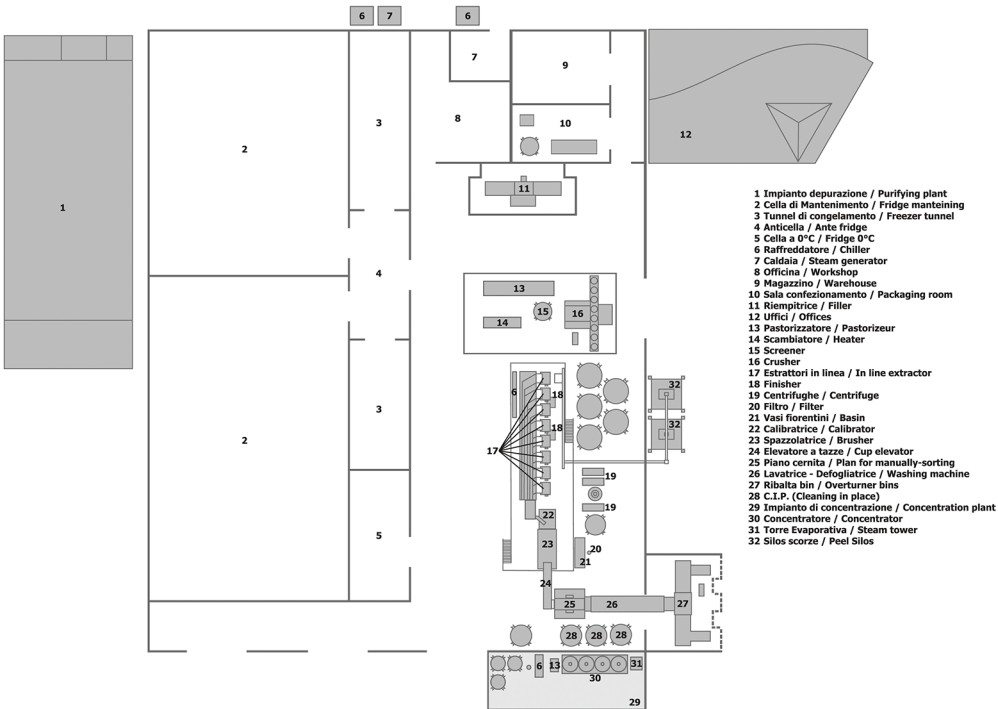 6 7 6
7
9
2
3
8
10
12
11
1
4
13
15
16
14
6
18
32
18
32
17
3
2
19
19
22
23
20
21
5
24
25
26
27
28 28 28
6 13 31
30
29
1 Impianto depurazione / Purifying plant
2 Cella di Mantenimento / Fridge manteining
3 Tunnel di congelamento / Freezer tunnel
4 Anticella / Ante fridge
5 Cella a 0°C / Fridge 0°C
6 Raffreddatore / Chiller
7 Caldaia / Steam generator
8 Officina / Workshop
9 Magazzino / Warehouse
10 Sala confezionamento / Packaging room
11 Riempitrice / Filler
12 Uffici / Offices
13 Pastorizzatore / Pastorizeur
14 Scambiatore / Heater
15 Screener
16 Crusher
17 Estrattori in linea / In line extractor
18 Finisher
19 Centrifughe / Centrifuge
20 Filtro / Filter
21 Vasi fiorentini / Basin
22 Calibratrice / Calibrator
23 Spazzolatrice / Brusher
24 Elevatore a tazze / Cup elevator
25 Piano cernita / Plan for manually-sorting
26 Lavatrice - Defogliatrice / Washing machine
27 Ribalta bin / Overturner bins
28 C.I.P. (Cleaning in place)
29 Impianto di concentrazione / Concentration plant
30 Concentratore / Concentrator
31 Torre Evaporativa / Steam tower
32 Silos scorze / Peel Silos